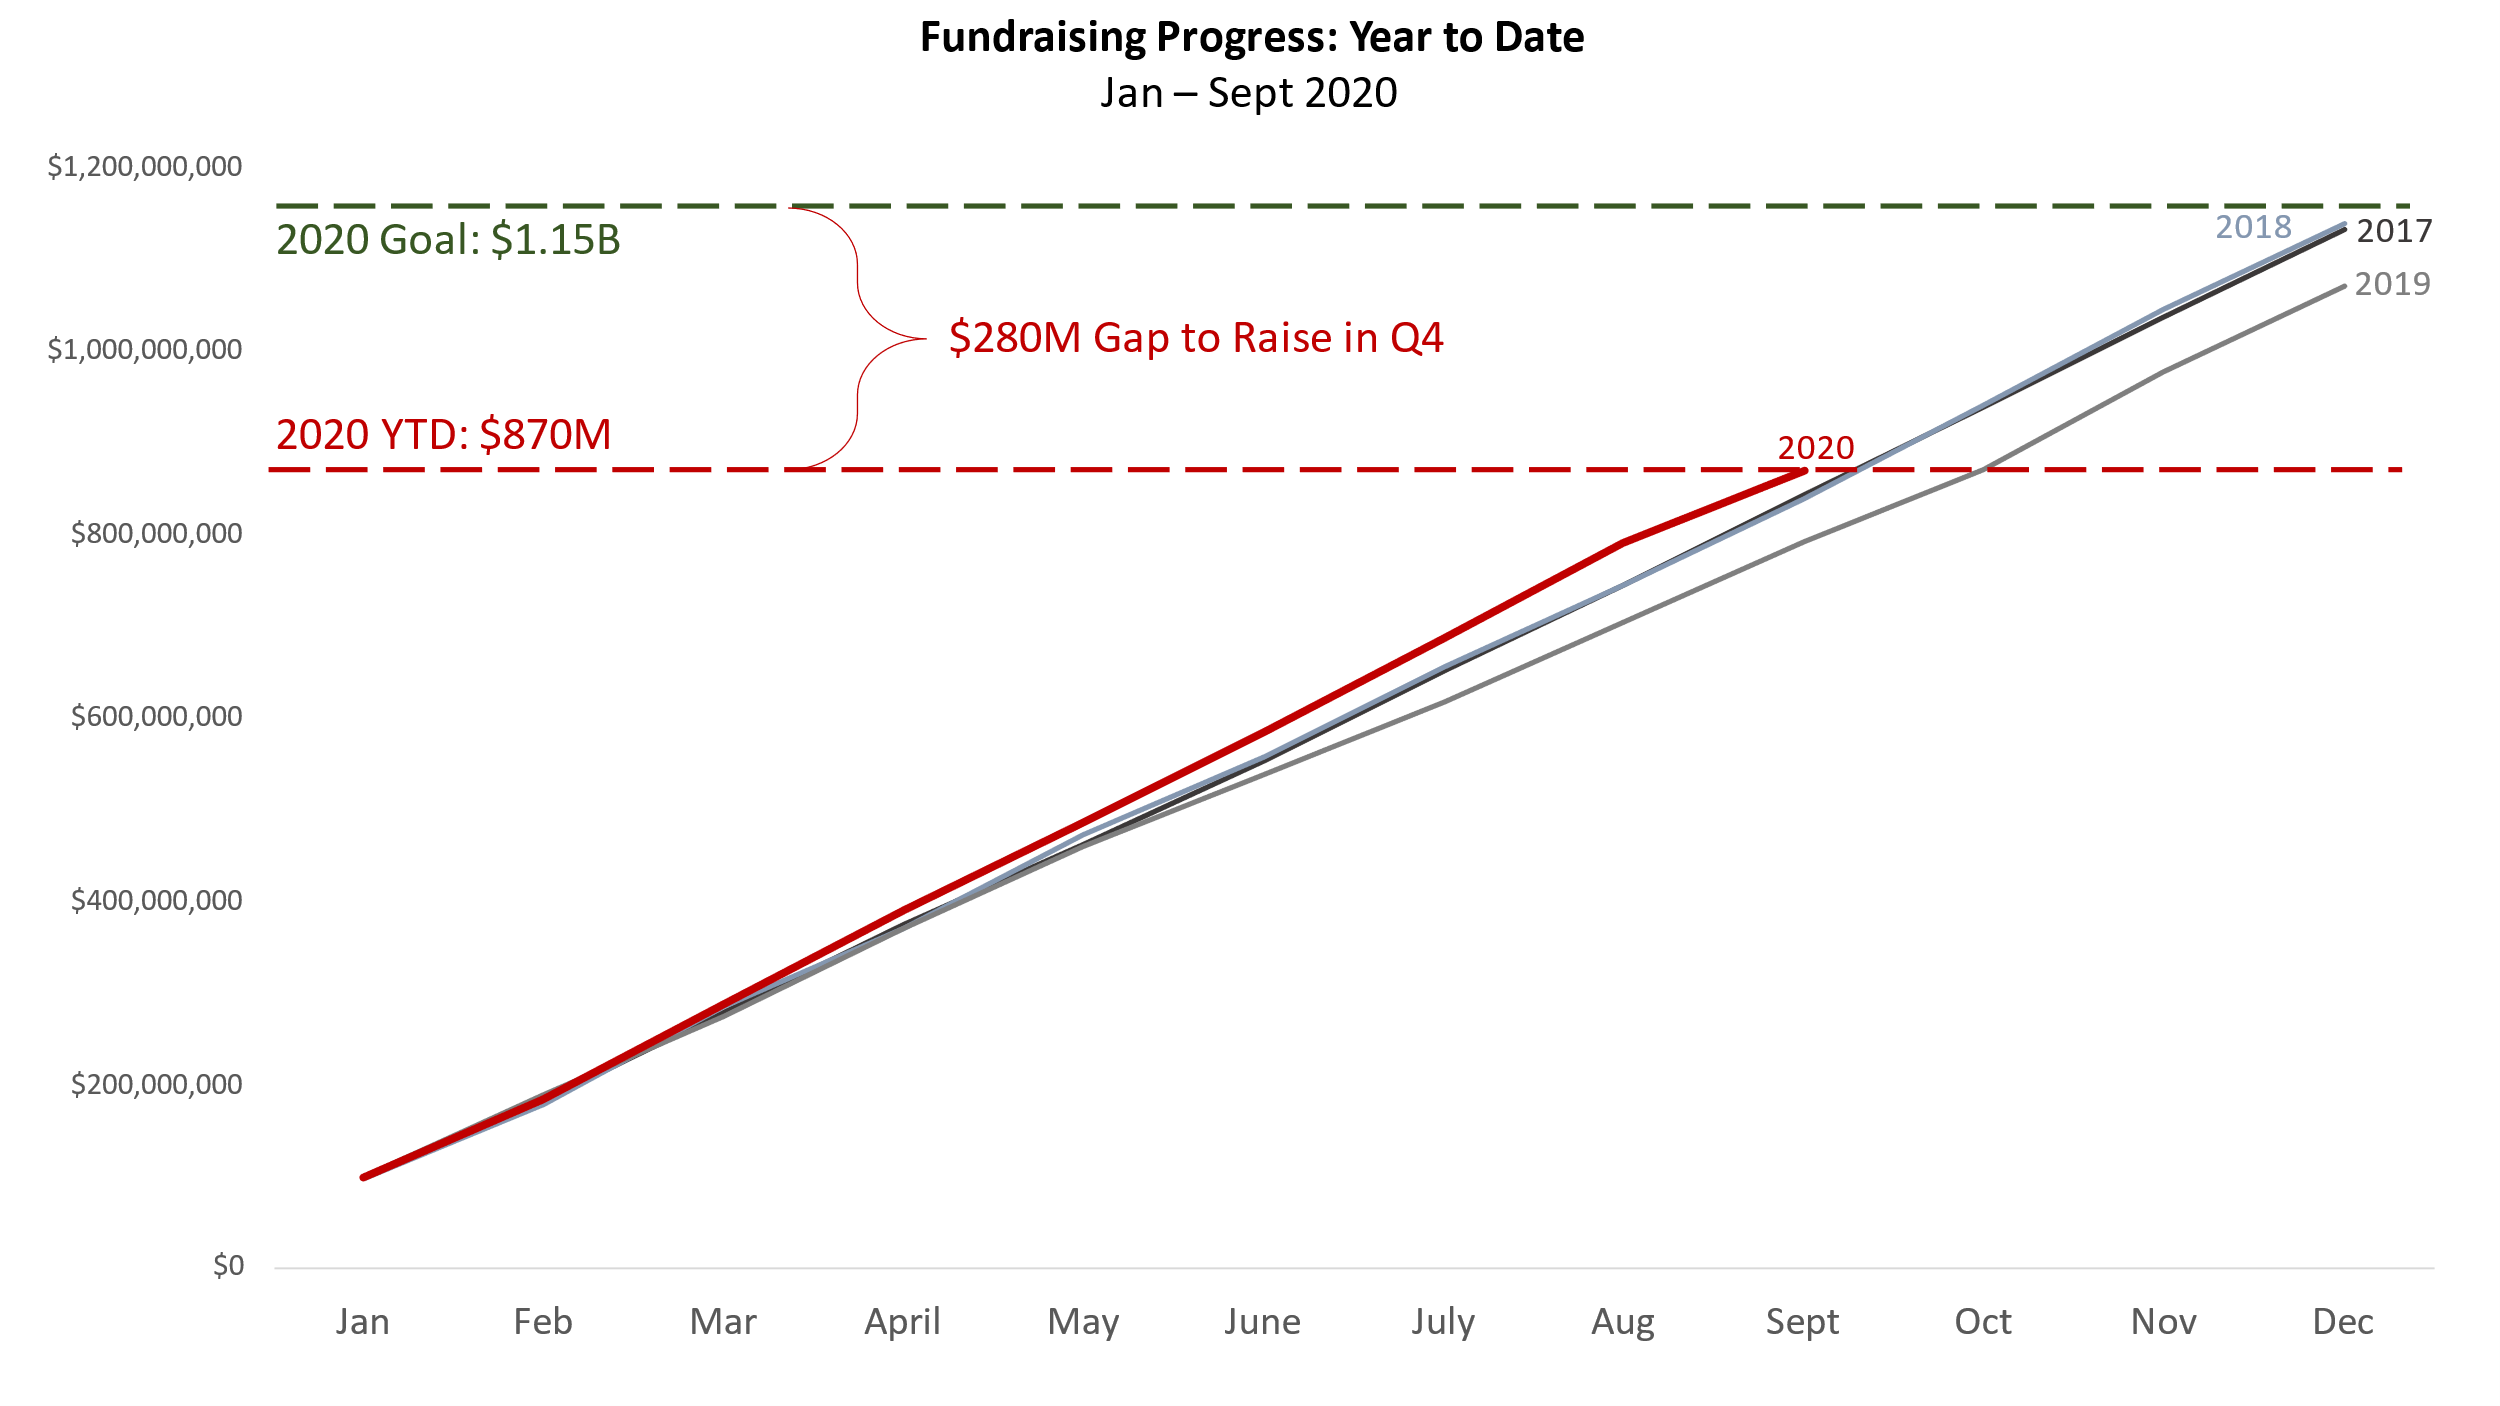 Fundraising Progress: Year to Date
Jan – Sept 2020
$1,200,000,000
2020 Goal: $1.15B
2018
2017
2019
$280M Gap to Raise in Q4
$1,000,000,000
2020 YTD: $870M
2020
$800,000,000
$600,000,000
$400,000,000
$200,000,000
$0
Jan Feb Mar April May June July Aug Sept Oct Nov Dec